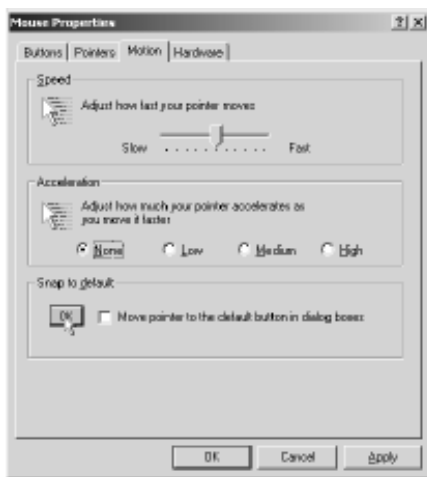 Mouse Properties
Buttons Pointers Motion Hardware
Speed
Adjust how fast your pointer moves
Slow Fast
Acceleration
Adjust how much your pointer accelerates as
you move it faster
None Low Medium High
Snap to default
OK Move pointer to the default button in dialog boxes
OK Cancel Apply